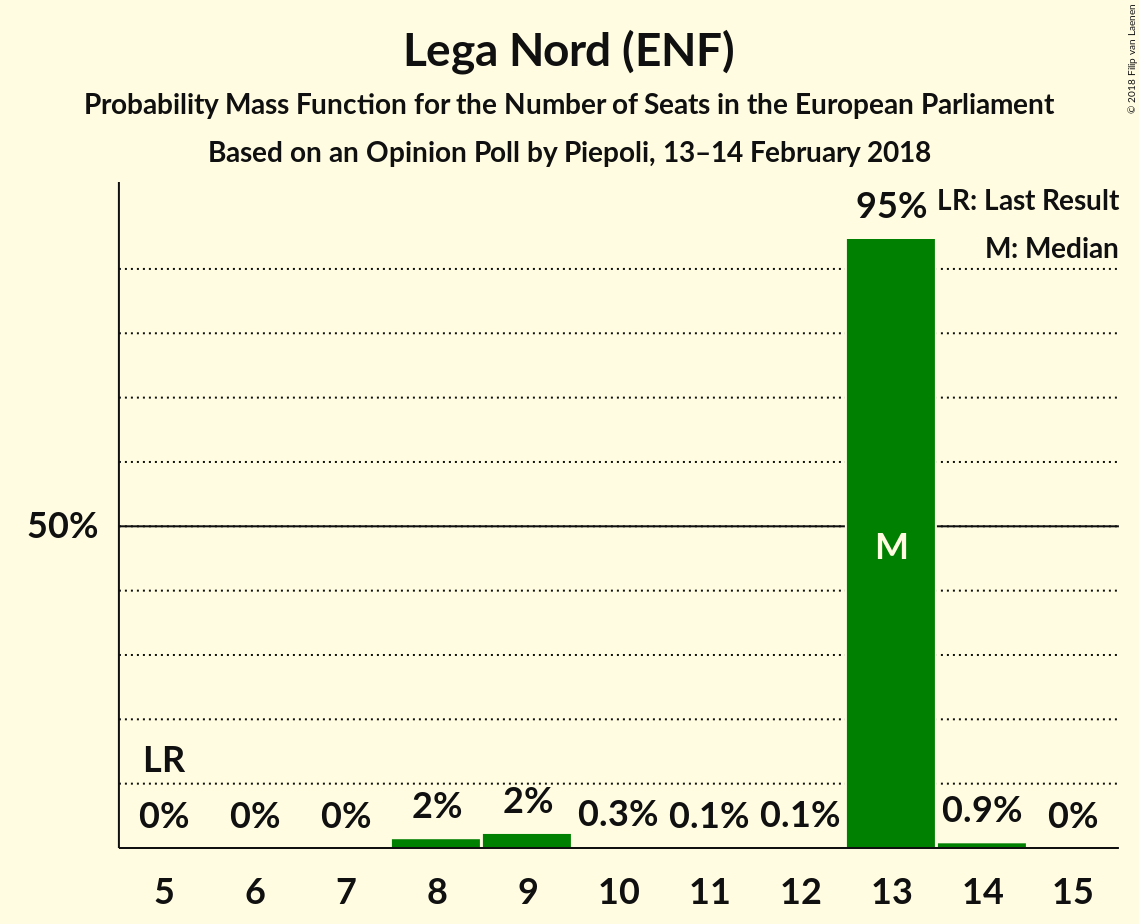 Lega Nord (ENF)
Probability Mass Function for the Number of Seats in the European Parliament
Based on an Opinion Poll by Piepoli, 13–14 February 2018
© 2018 Filip van Laenen
LR: Last Result
M: Median
50%
LR
0% 0% 0% 2% 2% 0.3% 0.1% 0.1% 95% 0.9% 0%
M
5 6 7 8 9 10 11 12 13 14 15